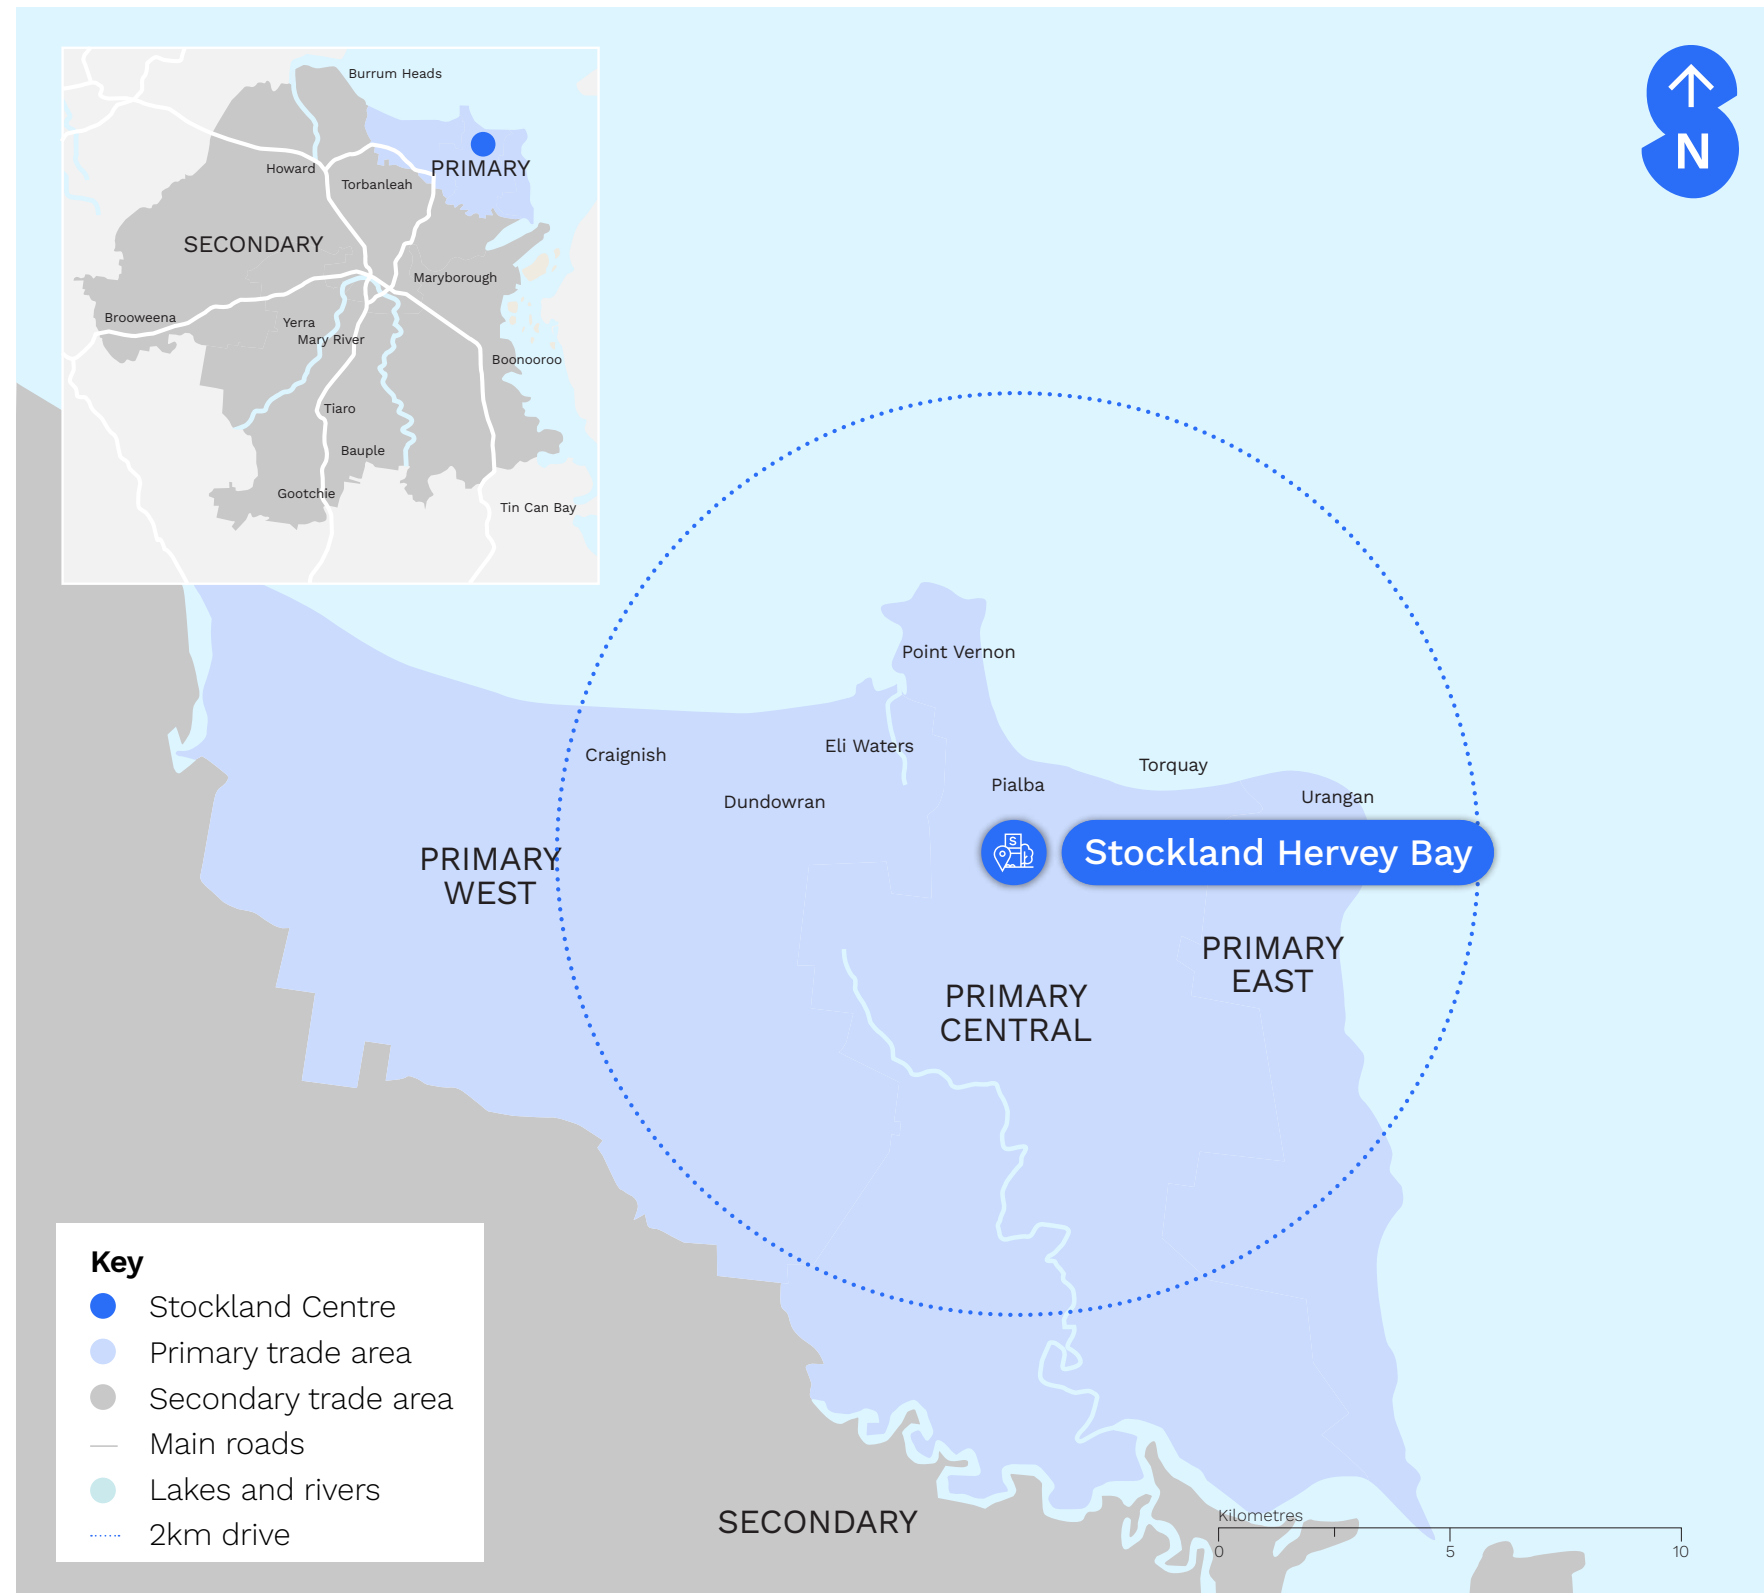 Burrum Heads
Howard
PRIMARY
Torbanleah
SECONDARY
Maryborough
Brooweena
Yerra
Mary River
Boonooroo
Tiaro
Bauple
Gootchie
Tin Can Bay
N
Point Vernon
Craignish
Eli Waters
Torquay
Pialba
Dundowran
Urangan
S
Stockland Hervey Bay
PRIMARY
WEST
PRIMARY
EAST
PRIMARY
CENTRAL
Key
Stockland Centre
Primary trade area
Secondary trade area
Main roads
Lakes and rivers
2km drive
SECONDARY
Kilometres
0 5 10